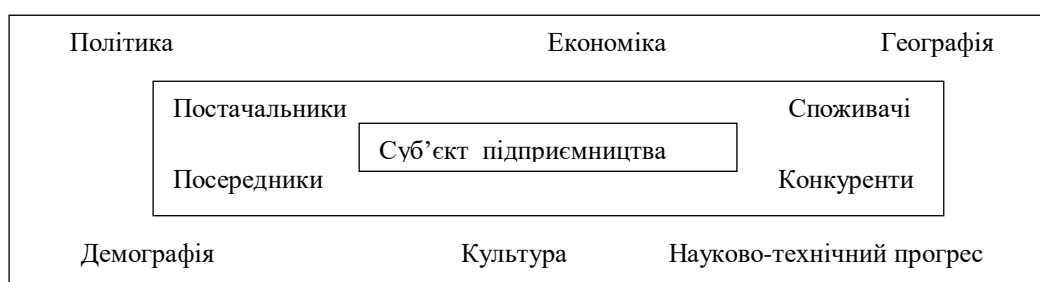 Політика Економіка Географія
Постачальники Споживачі
Суб’єкт підприємництва
Посередники Конкуренти
Демографія Культура Науково-технічний прогрес